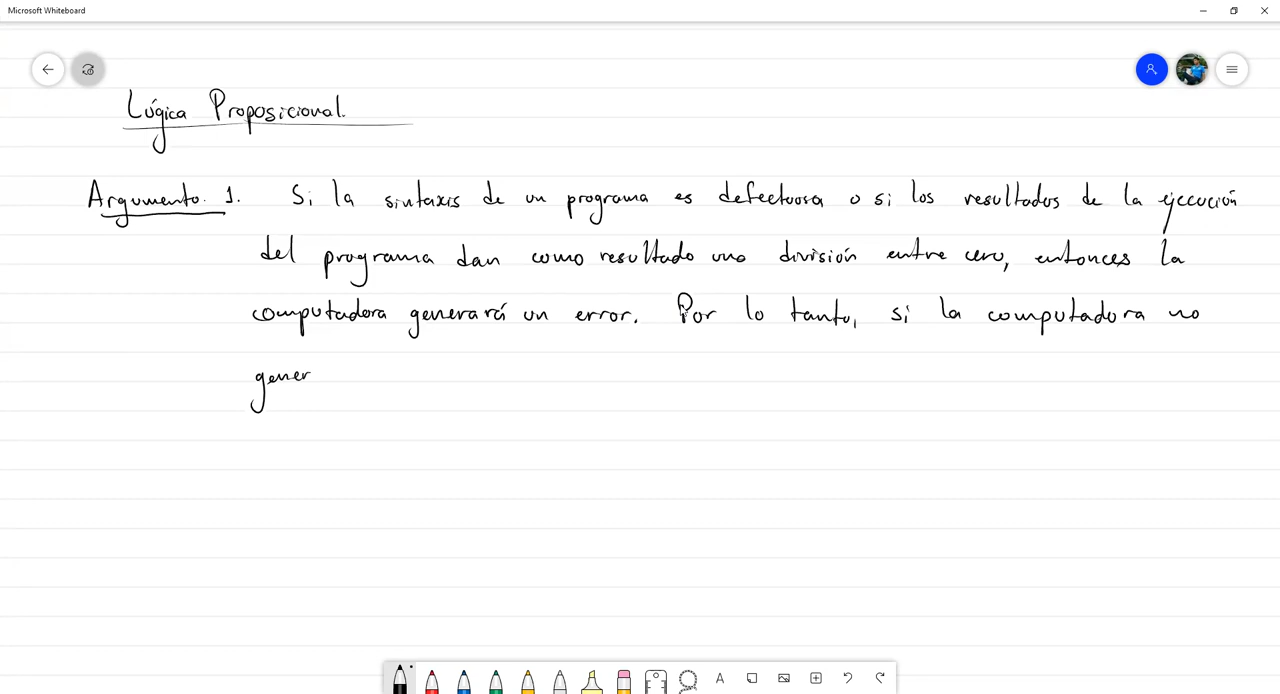 Microsoft Whiteboard
Lógica Proposicional.
Argumento. 1. Si la sintaxis de un programa es defectuosa o si los resultados de la ejecución
del programa dan como resultado una división entre cero, entonces la
computadora generará un error. Por lo tanto, si la computadora no
gener